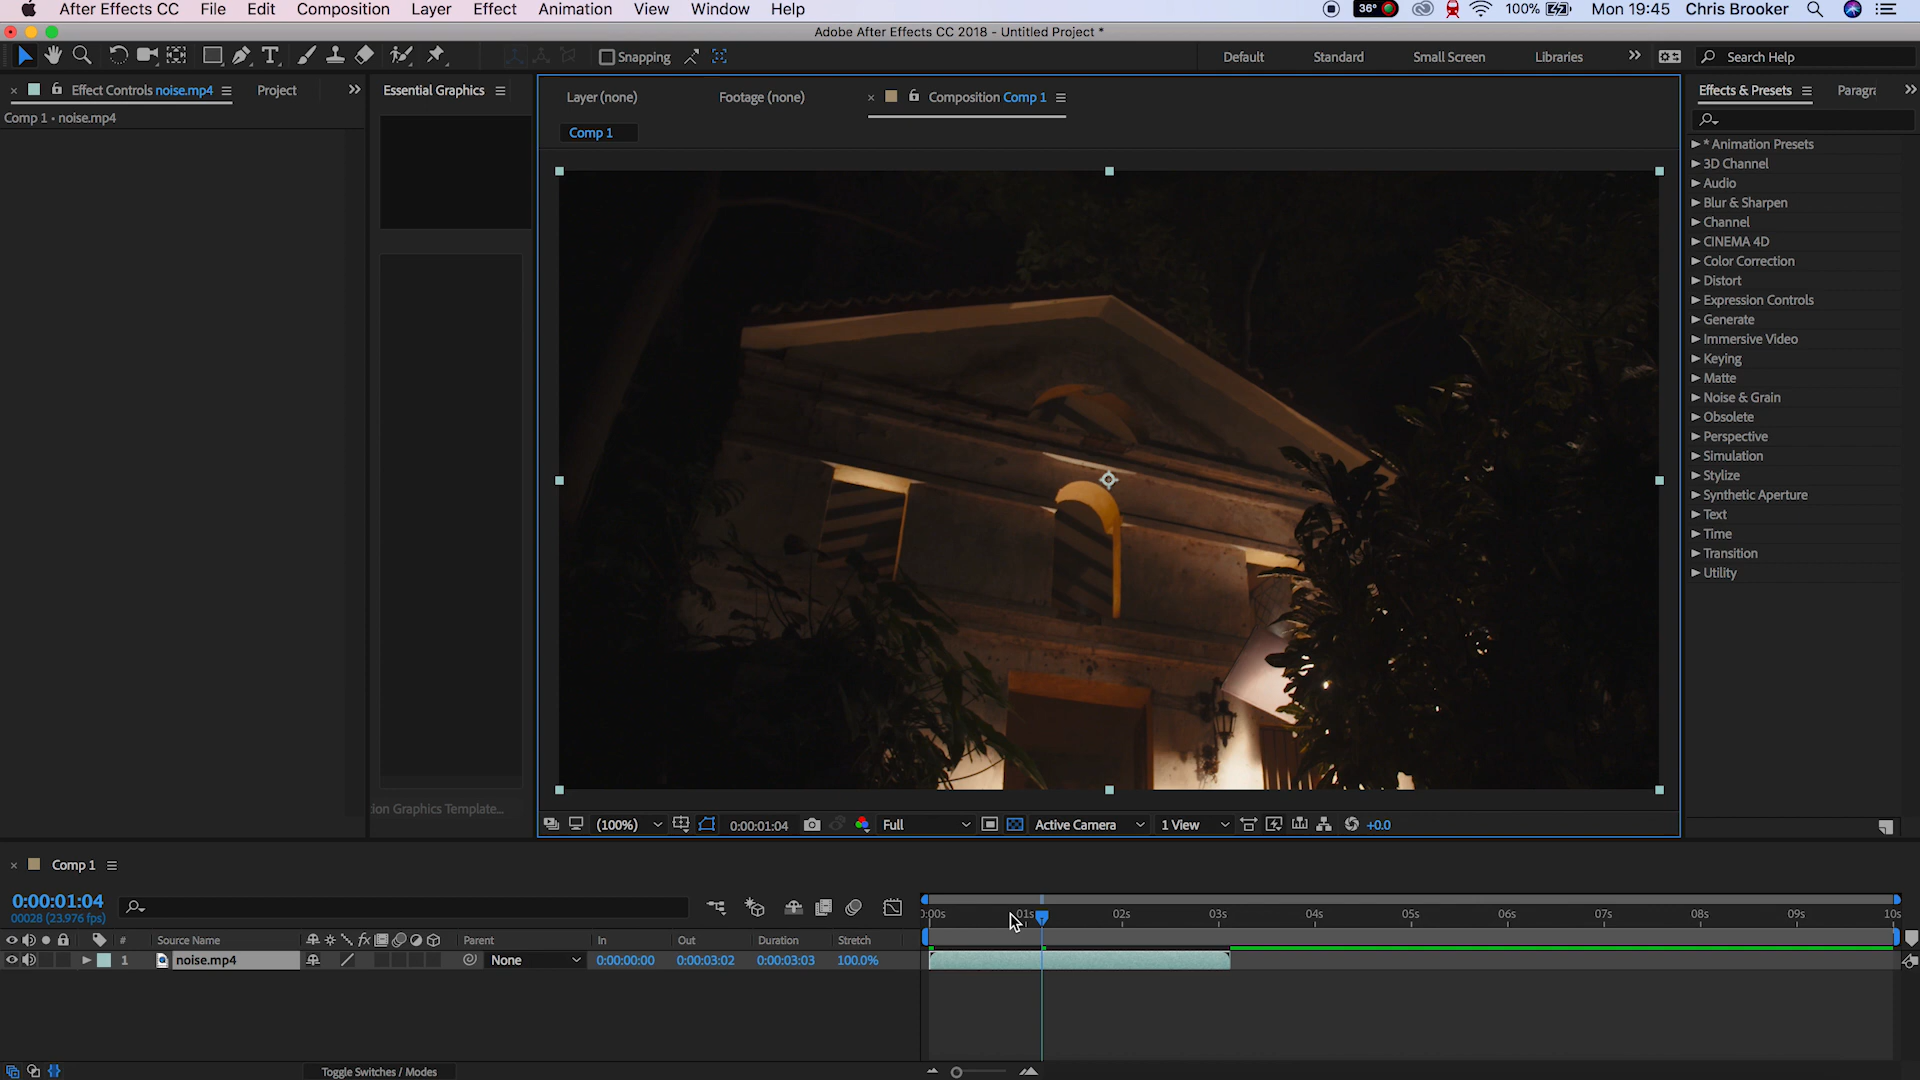 After Effects CC File Edit Composition Layer Effect Animation View Window Help 36° 100% Mon 19:45 Chris Brooker
Adobe After Effects CC 2018 - Untitled Project *
Snapping Default Standard Small Screen Libraries Search Help
Effect Controls noise.mp4 Project
Comp 1 • noise.mp4
Essential Graphics
ion Graphics Template...
Layer (none) Footage (none) Composition Comp 1
Comp 1
(100%) 0:00:01:04 Full Active Camera 1 View +0.0
Effects & Presets Paragra
* Animation Presets
3D Channel
Audio
Blur & Sharpen
Channel
CINEMA 4D
Color Correction
Distort
Expression Controls
Generate
Immersive Video
Keying
Matte
Noise & Grain
Obsolete
Perspective
Simulation
Stylize
Synthetic Aperture
Text
Time
Transition
Utility
Comp 1
0:00:01:04
00028 (23.976 fps)
0:00s 01s 02s 03s 04s 05s 06s 07s 08s 09s 10s
# Source Name fx Parent In Out Duration Stretch
1 noise.mp4 None 0:00:00:00 0:00:03:02 0:00:03:03 100.0%
Toggle Switches / Modes